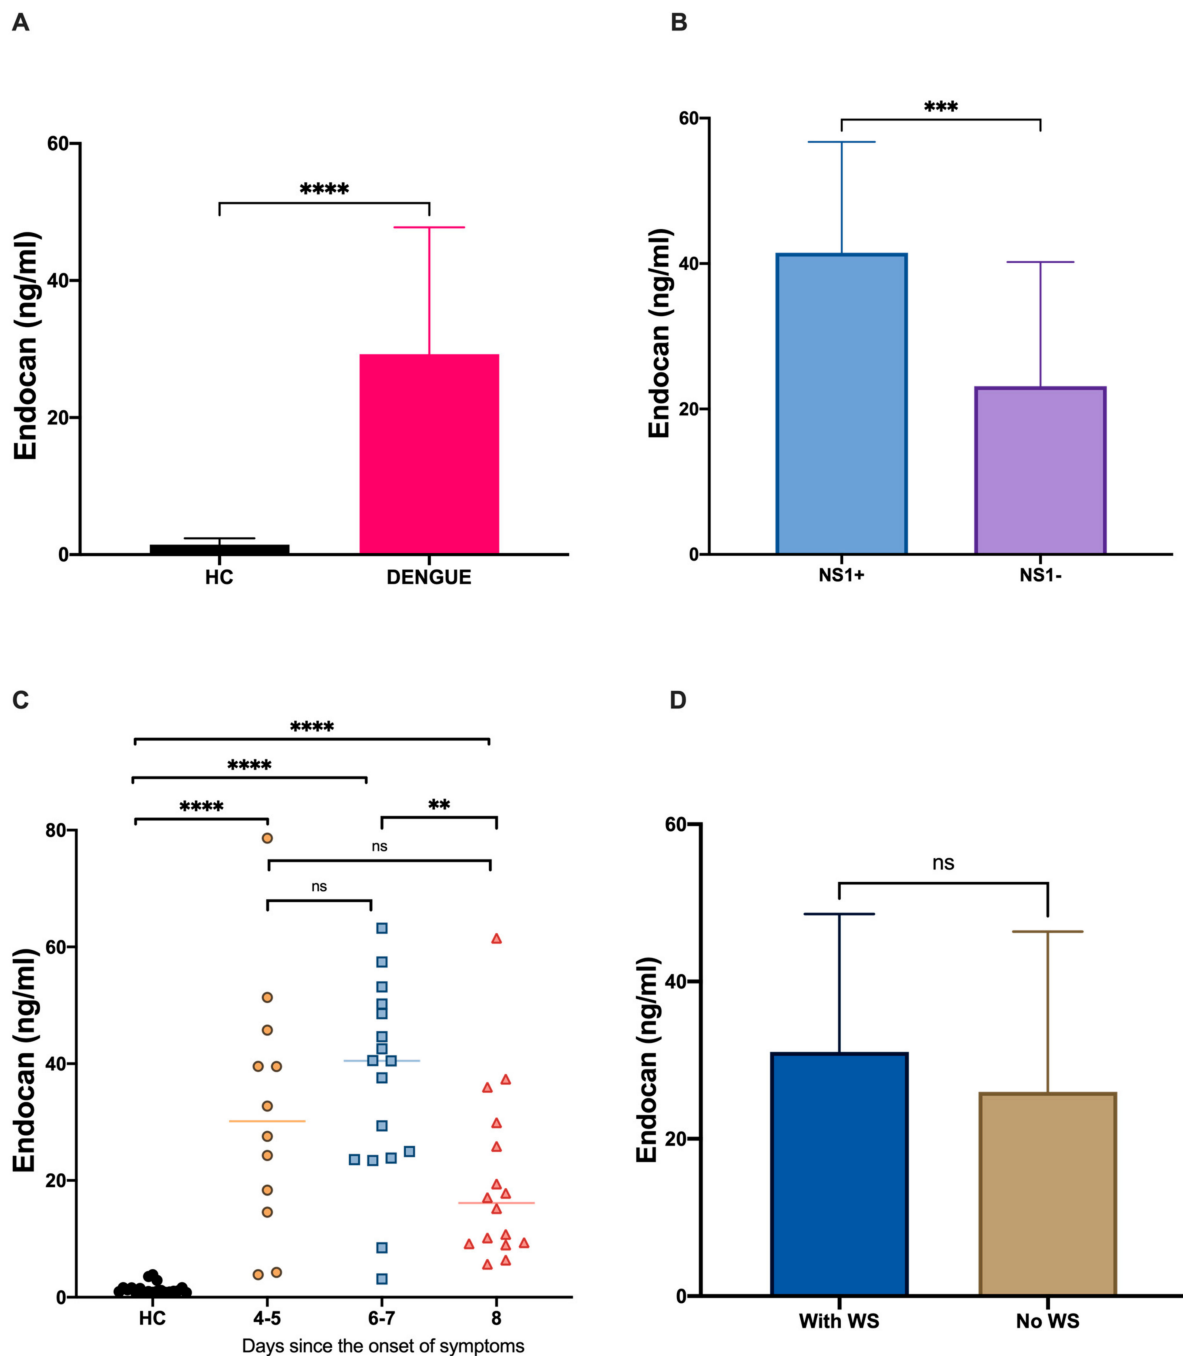 A
B
60
40
20
0
Endocan (ng/ml)
****
HC
DENGUE
60
40
20
0
Endocan (ng/ml)
***
NS1+
NS1-
C
D
****
****
****
**
ns
ns
80
60
40
20
0
Endocan (ng/ml)
HC
4-5
6-7
8
Days since the onset of symptoms
60
40
20
0
Endocan (ng/ml)
ns
With WS
No WS